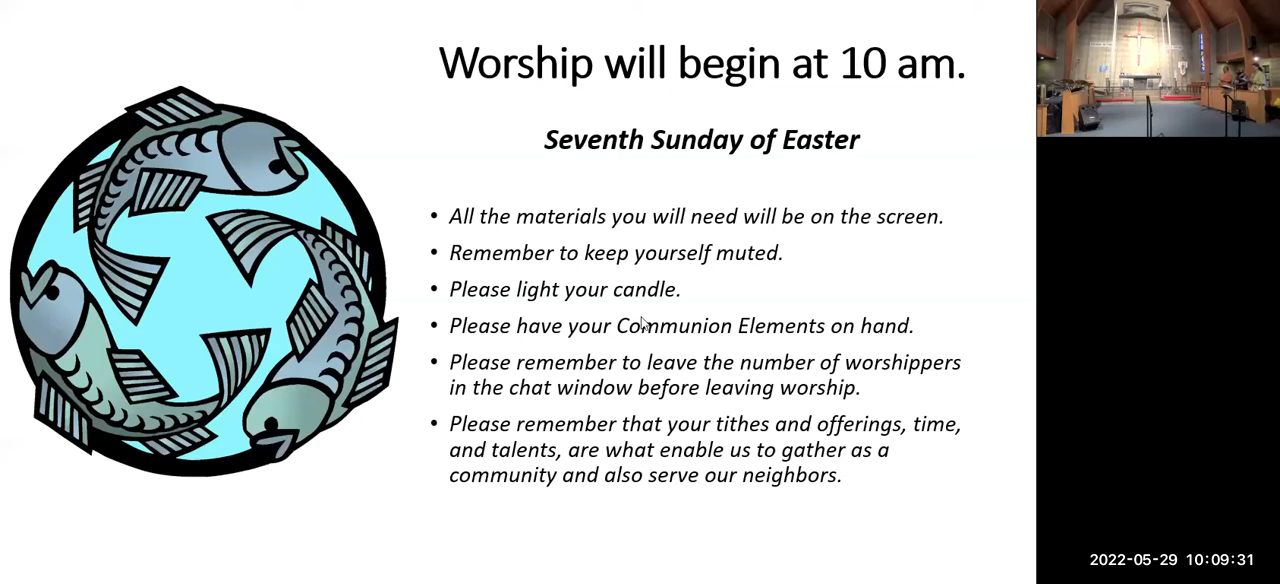 Worship will begin at 10 am.
Seventh Sunday of Easter
• All the materials you will need will be on the screen.
• Remember to keep yourself muted.
• Please light your candle.
• Please have your Communion Elements on hand.
• Please remember to leave the number of worshippers
in the chat window before leaving worship.
• Please remember that your tithes and offerings, time,
and talents, are what enable us to gather as a
community and also serve our neighbors.
2022-05-29 10:09:31